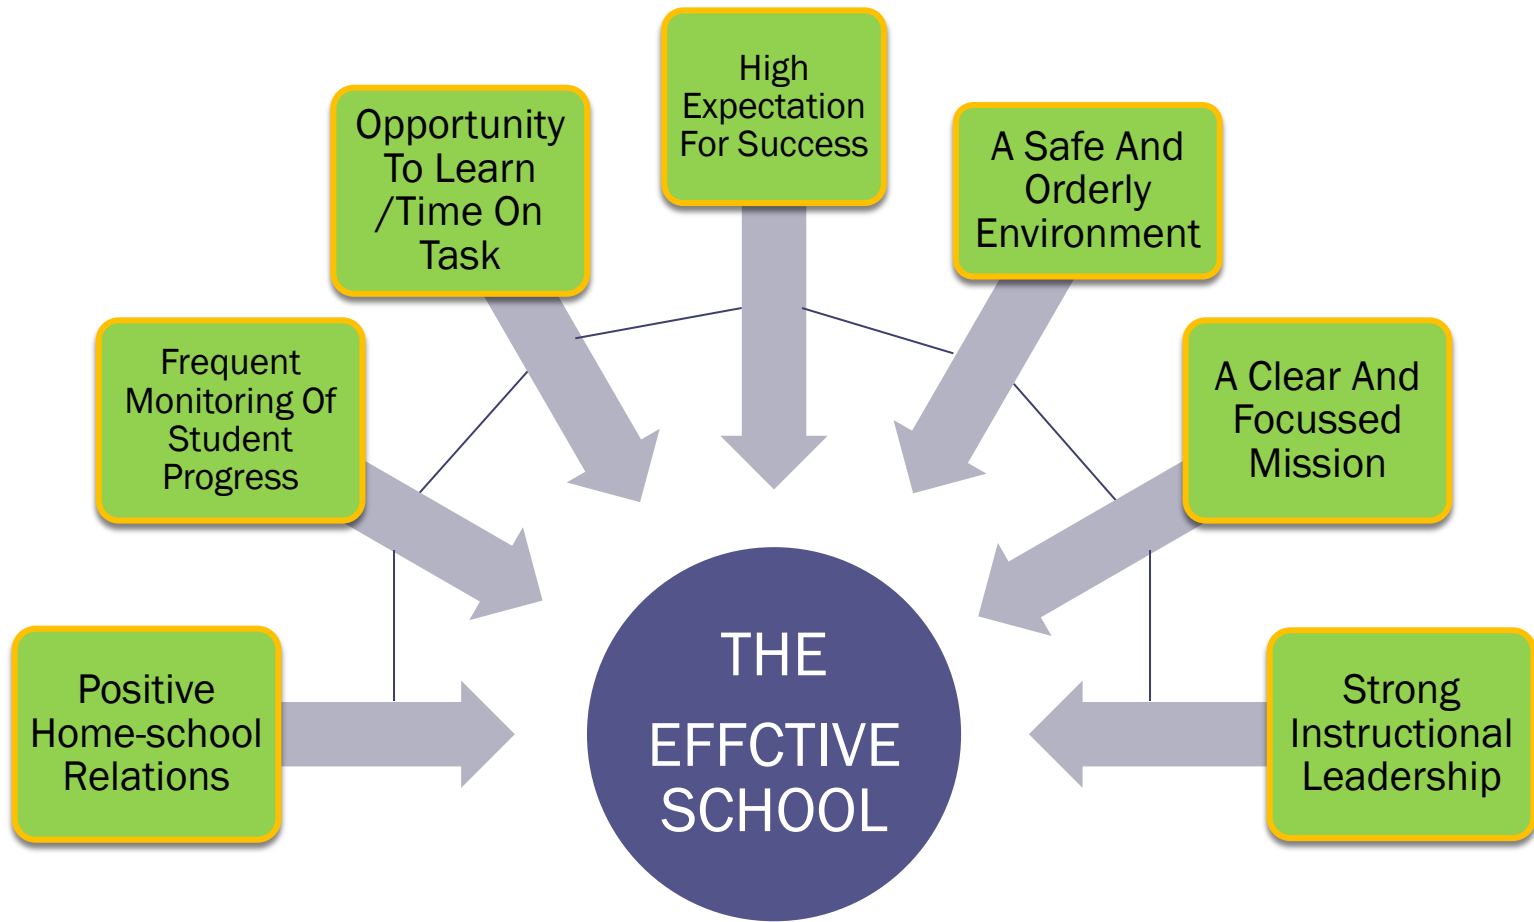 High
Expectation
For Success
Opportunity
To Learn
/Time On
Task
A Safe And
Orderly
Environment
Frequent
Monitoring Of
Student
Progress
A Clear And
Focussed
Mission
Positive
Home-school
Relations
THE
EFFCTIVE
SCHOOL
Strong
Instructional
Leadership